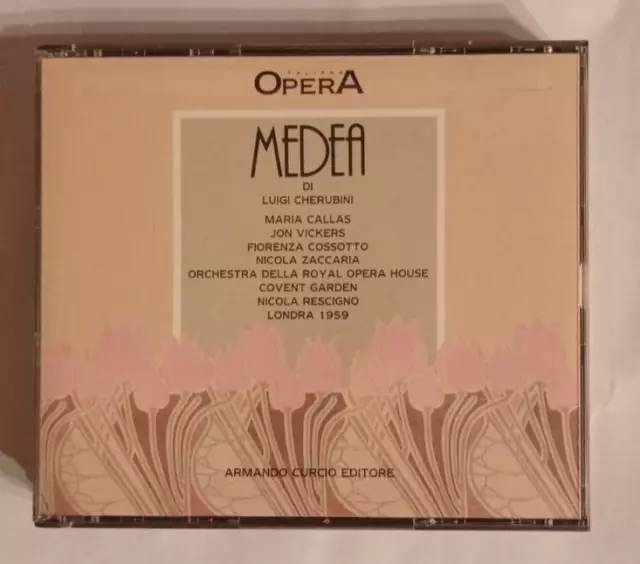 ITALIANA
OPERA
MEDEA
DI
LUIGI CHERUBINI
MARIA CALLAS
JON VICKERS
FIORENZA COSSOTTO
NICOLA ZACCARIA
ORCHESTRA DELLA ROYAL OPERA HOUSE
COVENT GARDEN
NICOLA RESCIGNO
LONDRA 1959
ARMANDO CURCIO EDITORE